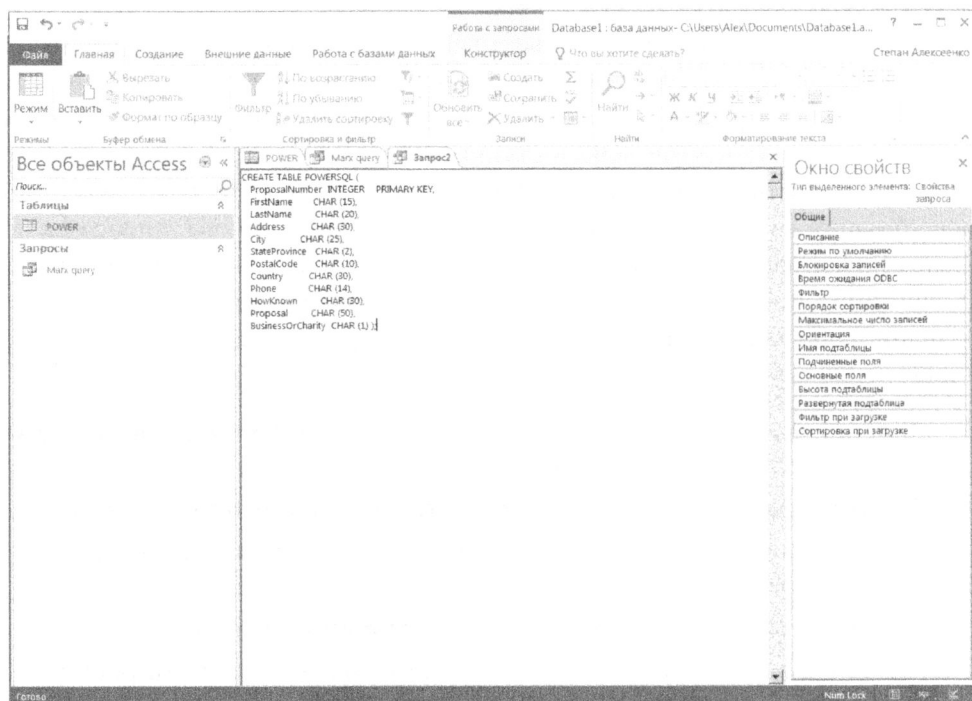 Работа с запросами Database1 : база данных- C:\Users\Alex\Documents\Database1.a... ?
Файл Главная Создание Внешние данные Работа с базами данных Конструктор Что вы хотите сделать? Степан Алексеенко
Режим Вставить Вырезать Копировать Формат по образцу
Фильтр По возрастанию По убыванию Удалить сортировку
Обновить все Создать Сохранить Удалить Σ
Найти
Ж К Ч
А
Режимы Буфер обмена Сортировка и фильтр Записи Найти Форматирование текста
Все объекты Access
Поиск...
Таблицы
POWER
Запросы
Marx query
POWER Marx query Запрос2
CREATE TABLE POWERSQL (
ProposalNumber INTEGER PRIMARY KEY,
FirstName CHAR (15),
LastName CHAR (20),
Address CHAR (30),
City CHAR (25),
StateProvince CHAR (2),
PostalCode CHAR (10),
Country CHAR (30),
Phone CHAR (14),
HowKnown CHAR (30),
Proposal CHAR (50),
BusinessOrCharity CHAR (1) );
Окно свойств
Тип выделенного элемента: Свойства
запроса
Общие
Описание
Режим по умолчанию
Блокировка записей
Время ожидания ODBC
Фильтр
Порядок сортировки
Максимальное число записей
Ориентация
Имя подтаблицы
Подчиненные поля
Основные поля
Высота подтаблицы
Развернутая подтаблица
Фильтр при загрузке
Сортировка при загрузке
Готово Num Lock SQL